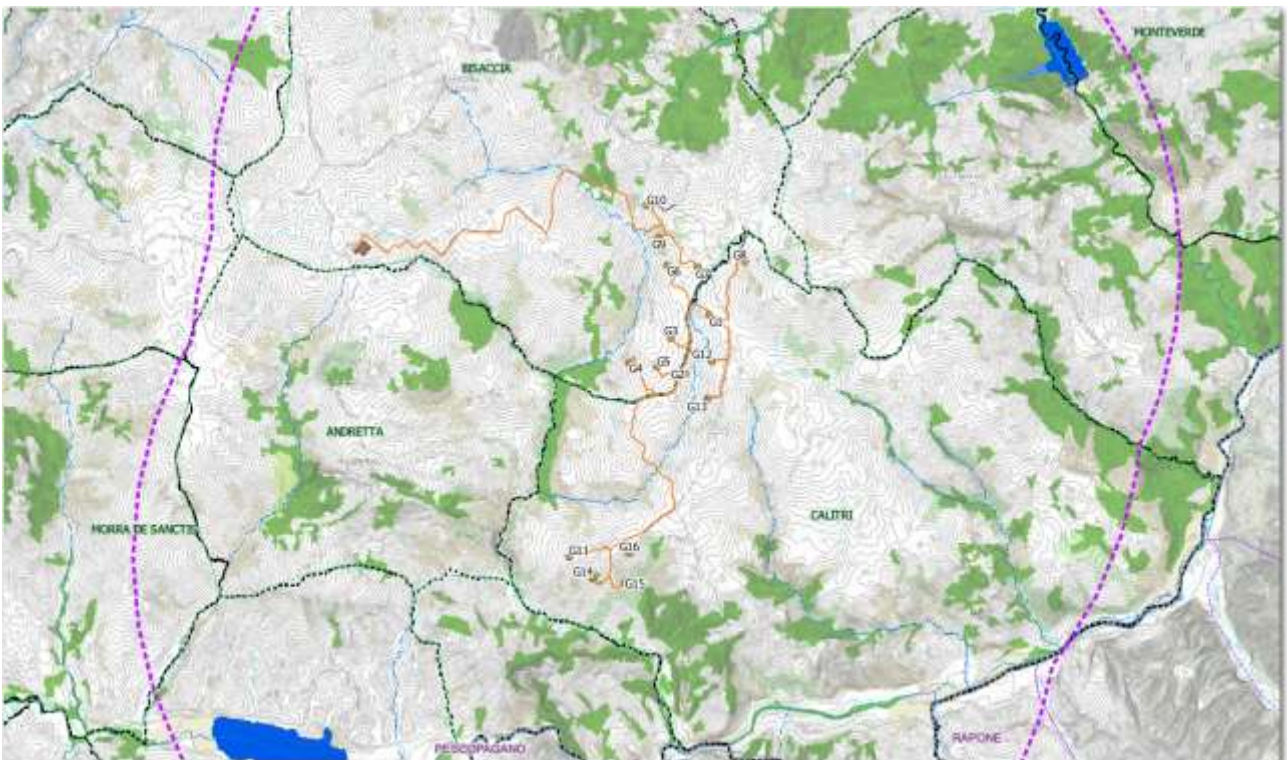 MONTEVERDE
BISACCIA
G10
G9
G6
G8
G3
G12
G5
G4
G2
G13
ANDRETTA
CALITRI
MORRA DE SANCTIS
G11
G16
G14
G15
PESCOPAGANO
RAPONE